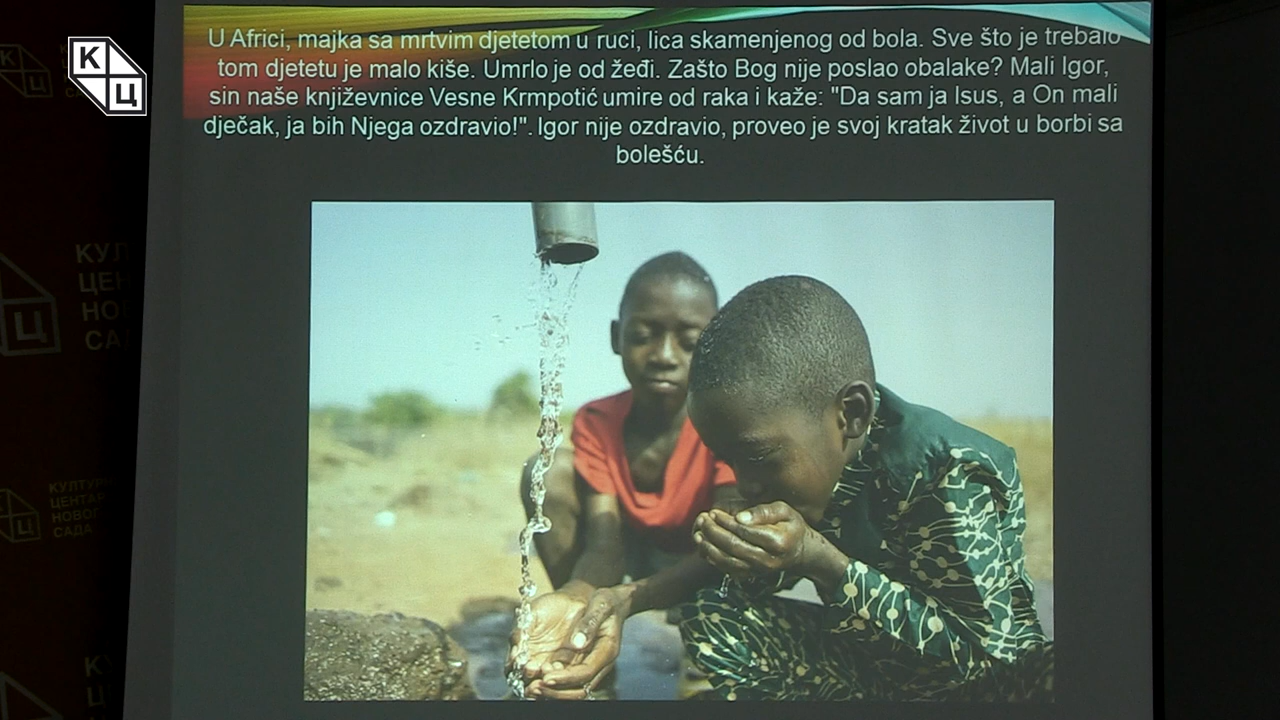 К
Ц
U Africi, majka sa mrtvim djetetom u ruci, lica skamenjenog od bola. Sve što je trebalo
tom djetetu je malo kiše. Umrlo je od žeđi. Zašto Bog nije poslao obalake? Mali Igor,
sin naše književnice Vesne Krmpotić umire od raka i kaže: "Da sam ja Isus, a On mali
dječak, ja bih Njega ozdravio!". Igor nije ozdravio, proveo je svoj kratak život u borbi sa
bolešću.
КУЛ
ЦЕН
НО
СА
Ц
КУЛТУРН
ЦЕНТАР
НОВОГ
САДА
К
Ц